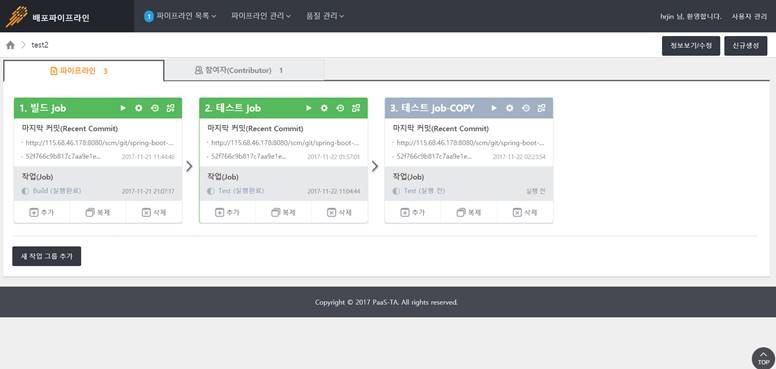 배포파이프라인
1 파이프라인 목록 파이프라인 관리 품질 관리
hrjin 님, 환영합니다. 사용자 관리
test2
정보보기/수정 신규생성
파이프라인 3
참여자(Contributor) 1
1. 빌드 Job
마지막 커밋(Recent Commit)
http://115.68.46.178:8080/scm/git/spring-boot-...
52f766c9b817c7aa9e1e... 2017-11-21 11:44:46
작업(Job)
Build (실행완료) 2017-11-21 21:07:17
추가 복제 삭제
2. 테스트 Job
마지막 커밋(Recent Commit)
http://115.68.46.178:8080/scm/git/spring-boot-...
52f766c9b817c7aa9e1e... 2017-11-22 01:57:01
작업(Job)
Test (실행완료) 2017-11-22 11:04:44
추가 복제 삭제
3. 테스트 Job-COPY
마지막 커밋(Recent Commit)
http://115.68.46.178:8080/scm/git/spring-boot-...
52f766c9b817c7aa9e1e... 2017-11-22 02:23:54
작업(Job)
Test (실행 전) 실행 전
추가 복제 삭제
새 작업 그룹 추가
Copyright © 2017 PaaS-TA. All rights reserved.
TOP